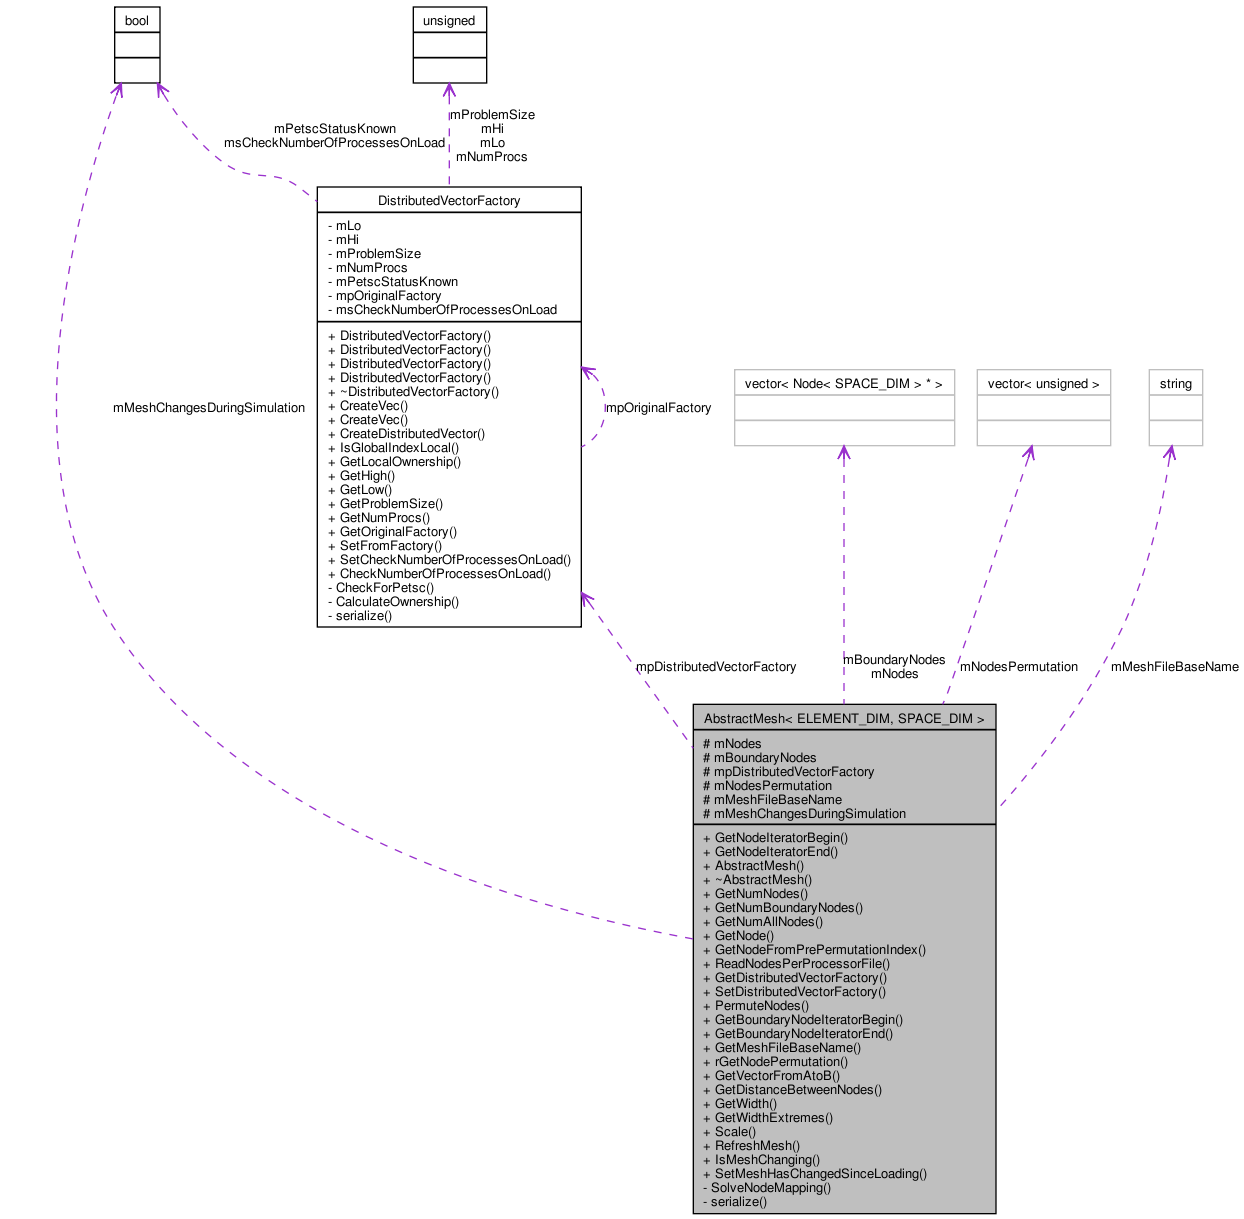 bool
unsigned
mPetscStatusKnown
msCheckNumberOfProcessesOnLoad
mProblemSize
mHi
mLo
mNumProcs
DistributedVectorFactory
- mLo
- mHi
- mProblemSize
- mNumProcs
- mPetscStatusKnown
- mpOriginalFactory
- msCheckNumberOfProcessesOnLoad
+ DistributedVectorFactory()
+ DistributedVectorFactory()
+ DistributedVectorFactory()
+ DistributedVectorFactory()
+ ~DistributedVectorFactory()
+ CreateVec()
+ CreateVec()
+ CreateDistributedVector()
+ IsGlobalIndexLocal()
+ GetLocalOwnership()
+ GetHigh()
+ GetLow()
+ GetProblemSize()
+ GetNumProcs()
+ GetOriginalFactory()
+ SetFromFactory()
+ SetCheckNumberOfProcessesOnLoad()
+ CheckNumberOfProcessesOnLoad()
- CheckForPetsc()
- CalculateOwnership()
- serialize()
mMeshChangesDuringSimulation
mpOriginalFactory
vector< Node< SPACE_DIM > * >
vector< unsigned >
string
mpDistributedVectorFactory
mBoundaryNodes
mNodes
mNodesPermutation
mMeshFileBaseName
AbstractMesh< ELEMENT_DIM, SPACE_DIM >
# mNodes
# mBoundaryNodes
# mpDistributedVectorFactory
# mNodesPermutation
# mMeshFileBaseName
# mMeshChangesDuringSimulation
+ GetNodeIteratorBegin()
+ GetNodeIteratorEnd()
+ AbstractMesh()
+ ~AbstractMesh()
+ GetNumNodes()
+ GetNumBoundaryNodes()
+ GetNumAllNodes()
+ GetNode()
+ GetNodeFromPrePermutationIndex()
+ ReadNodesPerProcessorFile()
+ GetDistributedVectorFactory()
+ SetDistributedVectorFactory()
+ PermuteNodes()
+ GetBoundaryNodeIteratorBegin()
+ GetBoundaryNodeIteratorEnd()
+ GetMeshFileBaseName()
+ rGetNodePermutation()
+ GetVectorFromAtoB()
+ GetDistanceBetweenNodes()
+ GetWidth()
+ GetWidthExtremes()
+ Scale()
+ RefreshMesh()
+ IsMeshChanging()
+ SetMeshHasChangedSinceLoading()
- SolveNodeMapping()
- serialize()